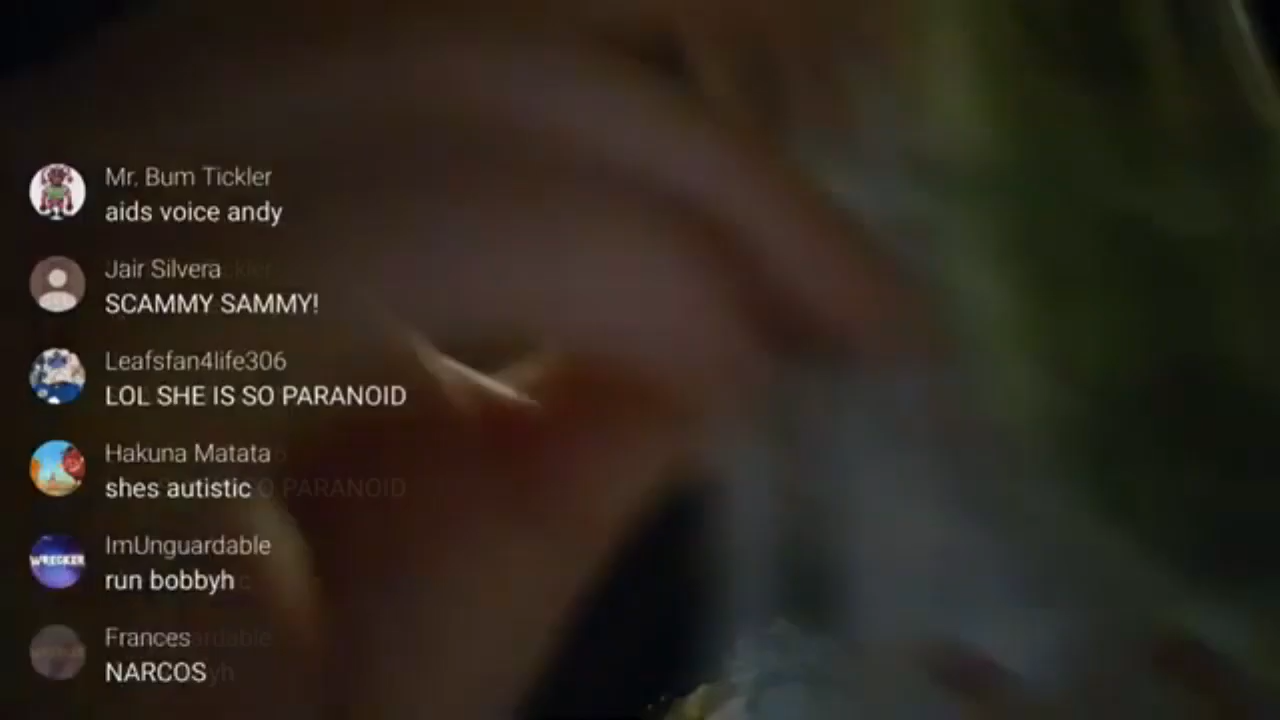 Mr. Bum Tickler
aids voice andy
Jair Silvera
SCAMMY SAMMY!
Leafsfan4life306
LOL SHE IS SO PARANOID
Hakuna Matata
shes autistic
WRECKER
ImUnguardable
run bobbyh
Frances
NARCOS